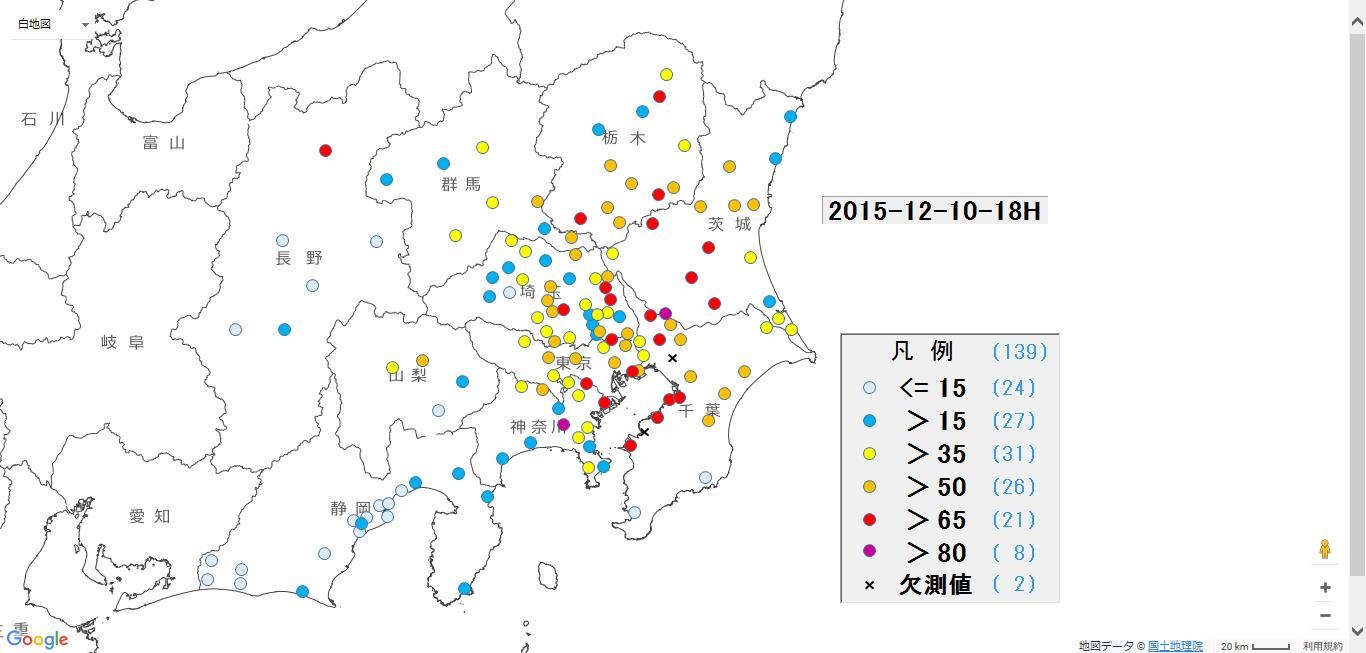 白地図
石川
富山
栃木
群馬
茨城
2015-12-10-18H
長野
埼玉
岐阜
東京
山梨
千葉
神奈川
静岡
愛知
重
凡例 (139)
<= 15 (24)
＞15 (27)
＞35 (31)
＞50 (26)
＞65 (21)
＞80 ( 8)
× 欠測値 ( 2)
Google
地図データ © 国土地理院 20 km 利用規約